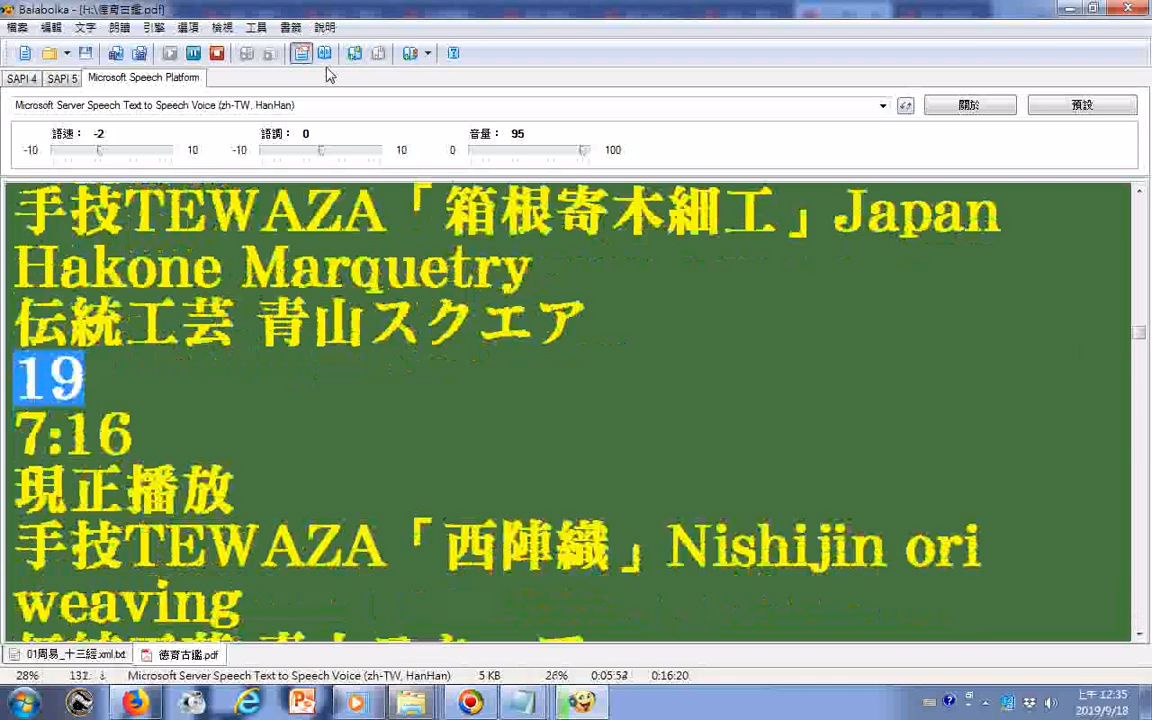 Balabolka - [H:\德育古鑑.pdf]
檔案 編輯 文字 朗讀 引擎 選項 檢視 工具 書籤 說明
SAPI 4 SAPI 5 Microsoft Speech Platform
Microsoft Server Speech Text to Speech Voice (zh-TW, HanHan) 關於 預設
語速： -2 語調： 0 音量： 95
-10 10 -10 10 0 100
手技TEWAZA「箱根寄木細工」Japan
Hakone Marquetry
伝統工芸 青山スクエア
19
7:16
現正播放
手技TEWAZA「西陣織」Nishijin ori
weaving
01周易_十三經.xml.txt 德育古鑑.pdf
28% Microsoft Server Speech Text to Speech Voice (zh-TW, HanHan) 5 KB 26% 0:05:52 0:16:20
上午 12:35
2019/9/18